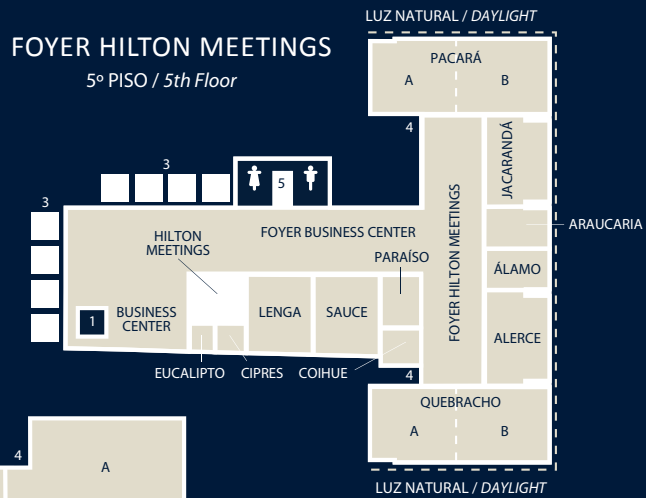 LUZ NATURAL / DAYLIGHT
FOYER HILTON MEETINGS
5º PISO / 5th Floor
PACARÁ
A
B
4
JACARANDÁ
3
5
3
FOYER BUSINESS CENTER
HILTON
MEETINGS
PARAÍSO
FOYER HILTON MEETINGS
ARAUCARIA
ÁLAMO
1
BUSINESS
CENTER
LENGA
SAUCE
ALERCE
EUCALIPTO
CIPRES
COIHUE
4
QUEBRACHO
A
B
4
A
LUZ NATURAL / DAYLIGHT